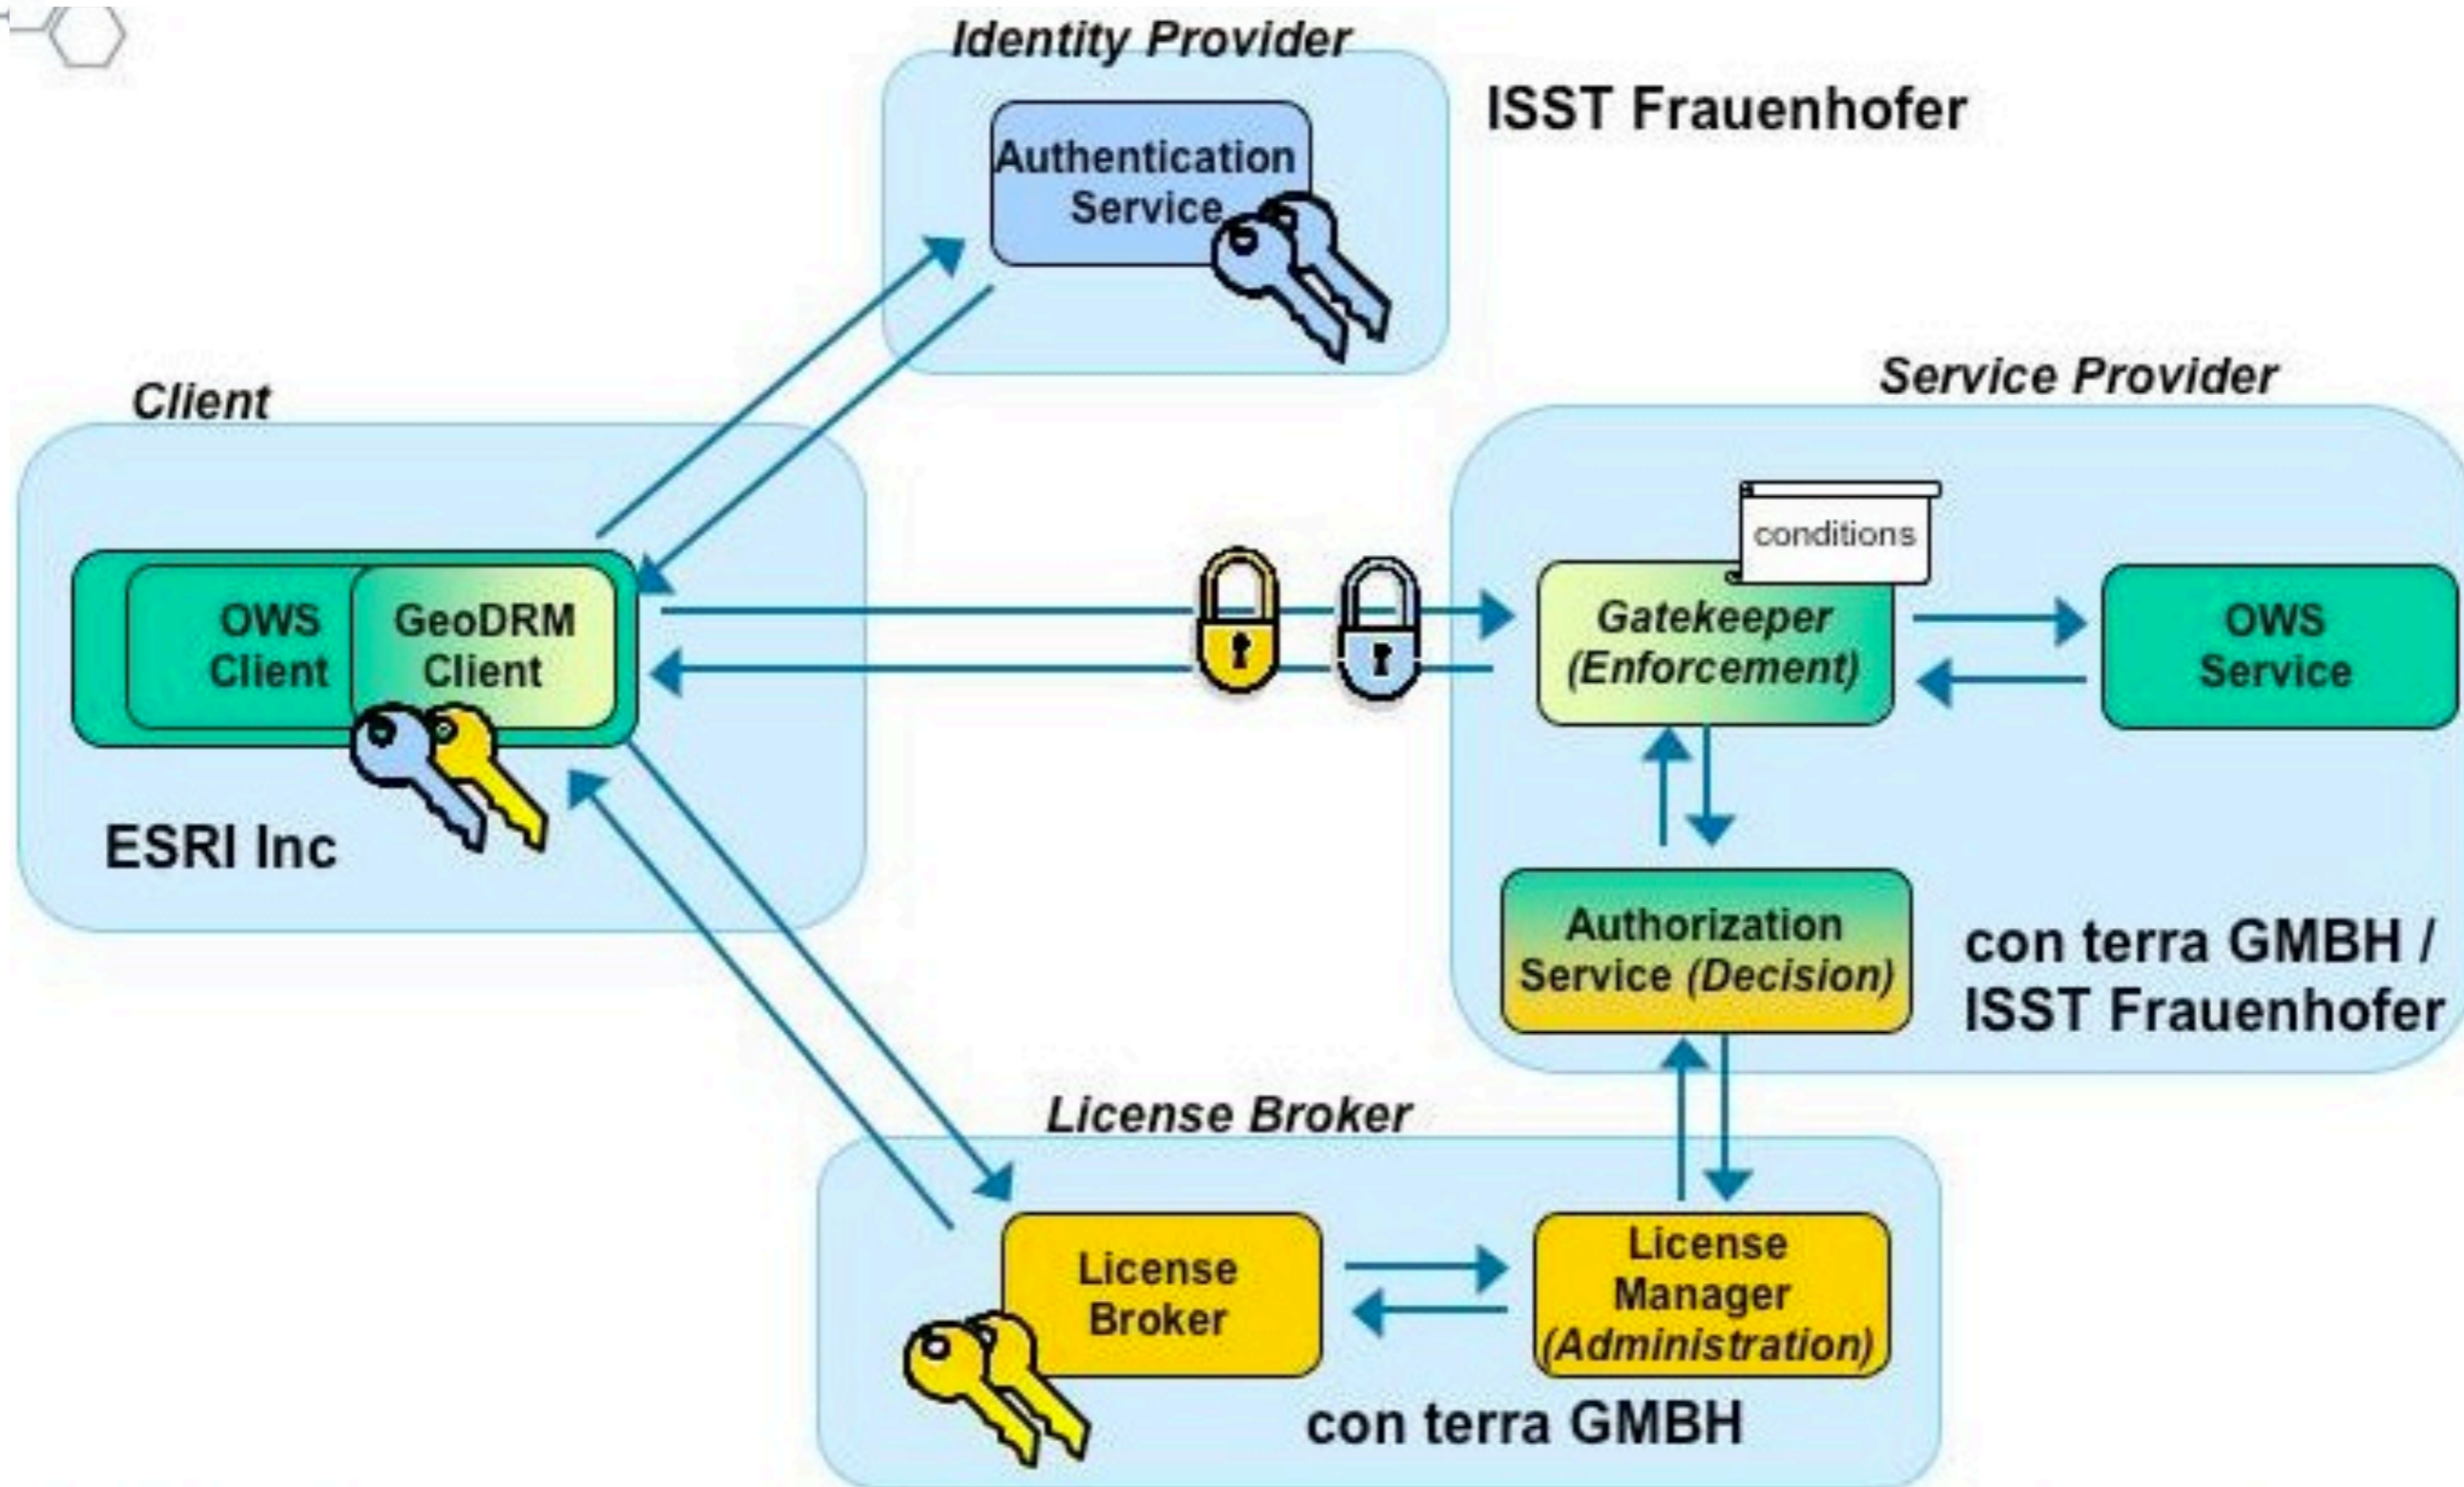 Identity Provider
Authentication
Service
ISST Frauenhofer
Client
OWS
Client
GeoDRM
Client
ESRI Inc
Service Provider
conditions
Gatekeeper
(Enforcement)
OWS
Service
Authorization
Service (Decision)
con terra GMBH /
ISST Frauenhofer
License Broker
License
Broker
License
Manager
(Administration)
con terra GMBH